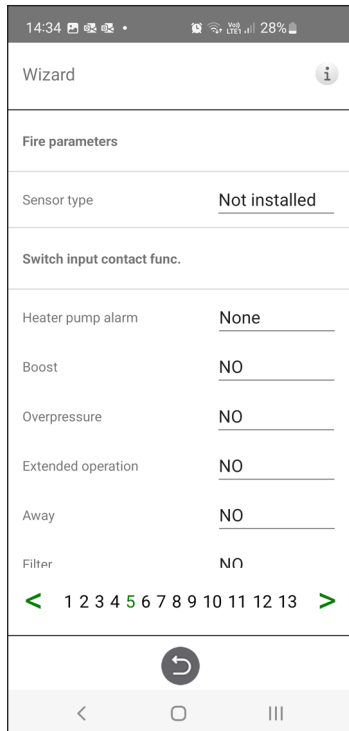 14:34 • Vo)) LTE1 28%
Wizard i
Fire parameters
Sensor type Not installed
Switch input contact func.
Heater pump alarm None
Boost NO
Overpressure NO
Extended operation NO
Away NO
Filter NO
< 1 2 3 4 5 6 7 8 9 10 11 12 13 >